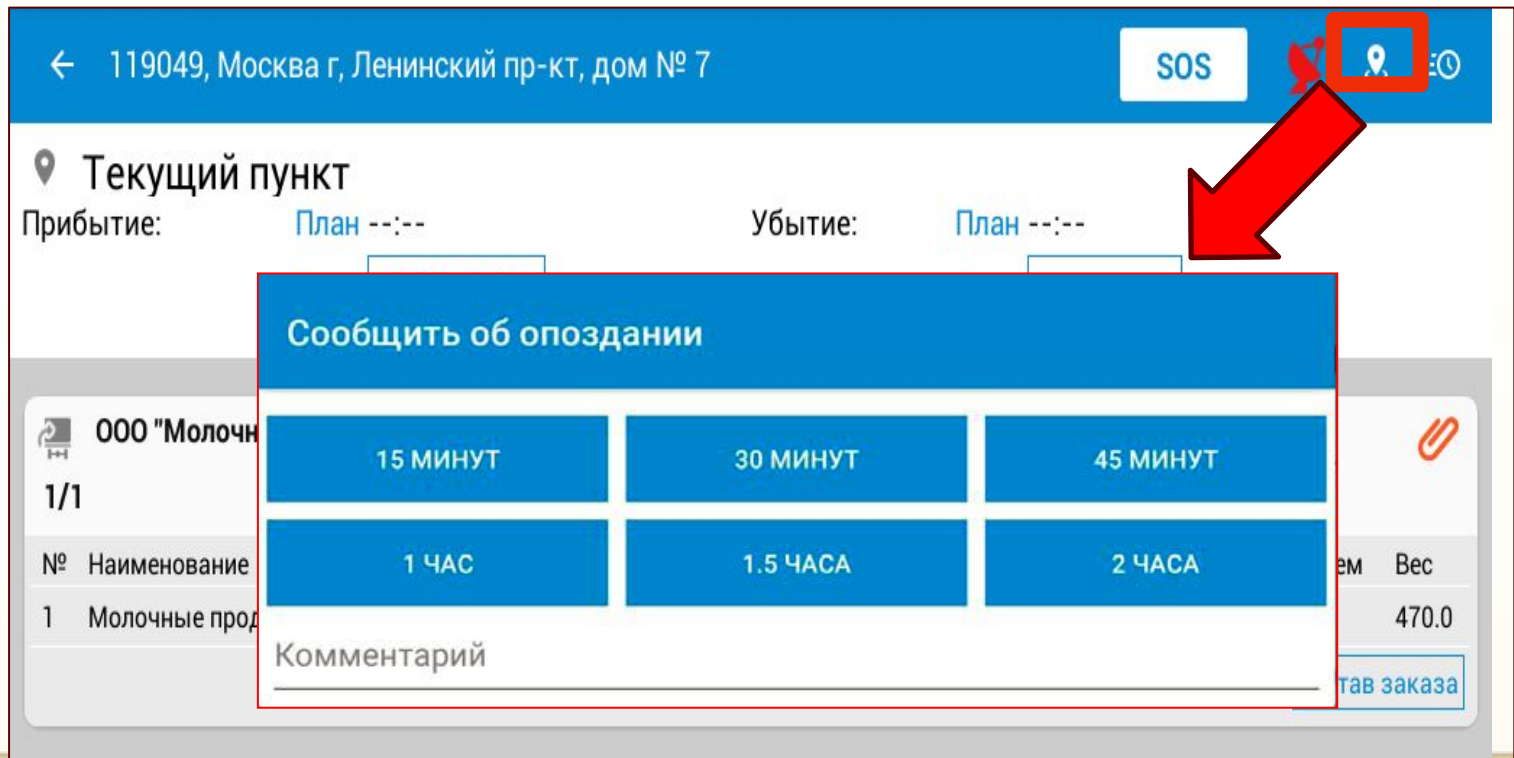 119049, Москва г, Ленинский пр-кт, дом № 7 SOS
Текущий пункт
Прибытие: План --:-- Убытие: План --:--
Сообщить об опоздании
ООО "Молочн
15 МИНУТ 30 МИНУТ 45 МИНУТ
1/1
№ Наименование 1 ЧАС 1.5 ЧАСА 2 ЧАСА ем Вес
1 Молочные прод 470.0
Комментарий
тав заказа